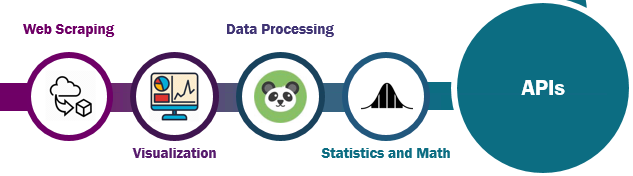 Web Scraping
Visualization
Data Processing
Statistics and Math
APIs